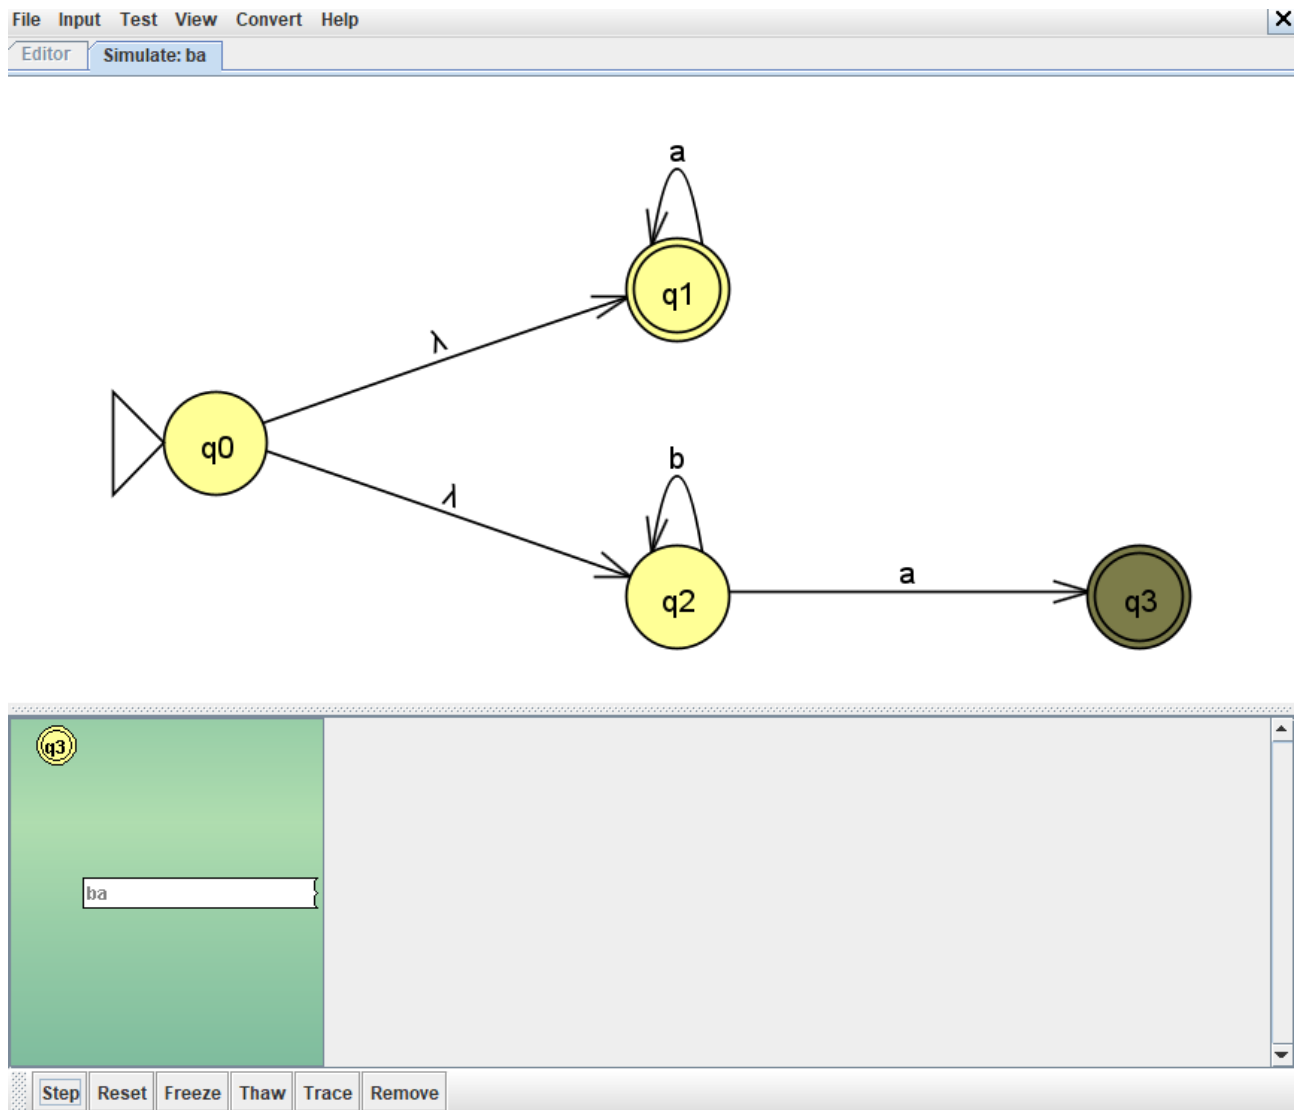 File Input Test View Convert Help
Editor Simulate: ba
a
q1
λ
q0
λ
b
q2
a
q3
q3
ba
Step Reset Freeze Thaw Trace Remove